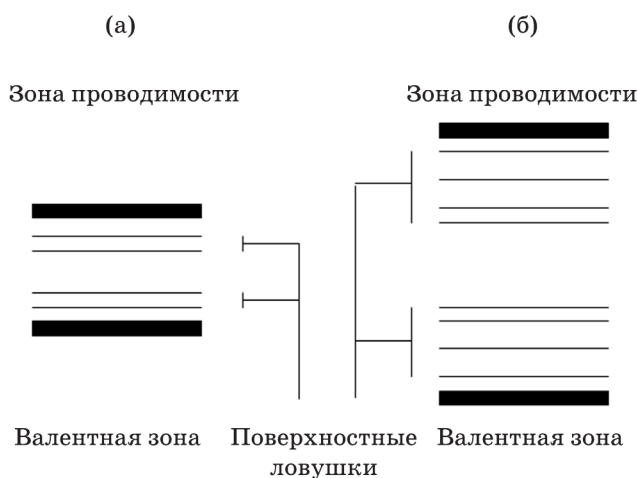 (а)
(б)
Зона проводимости
Зона проводимости
Валентная зона
Поверхностные
ловушки
Валентная зона